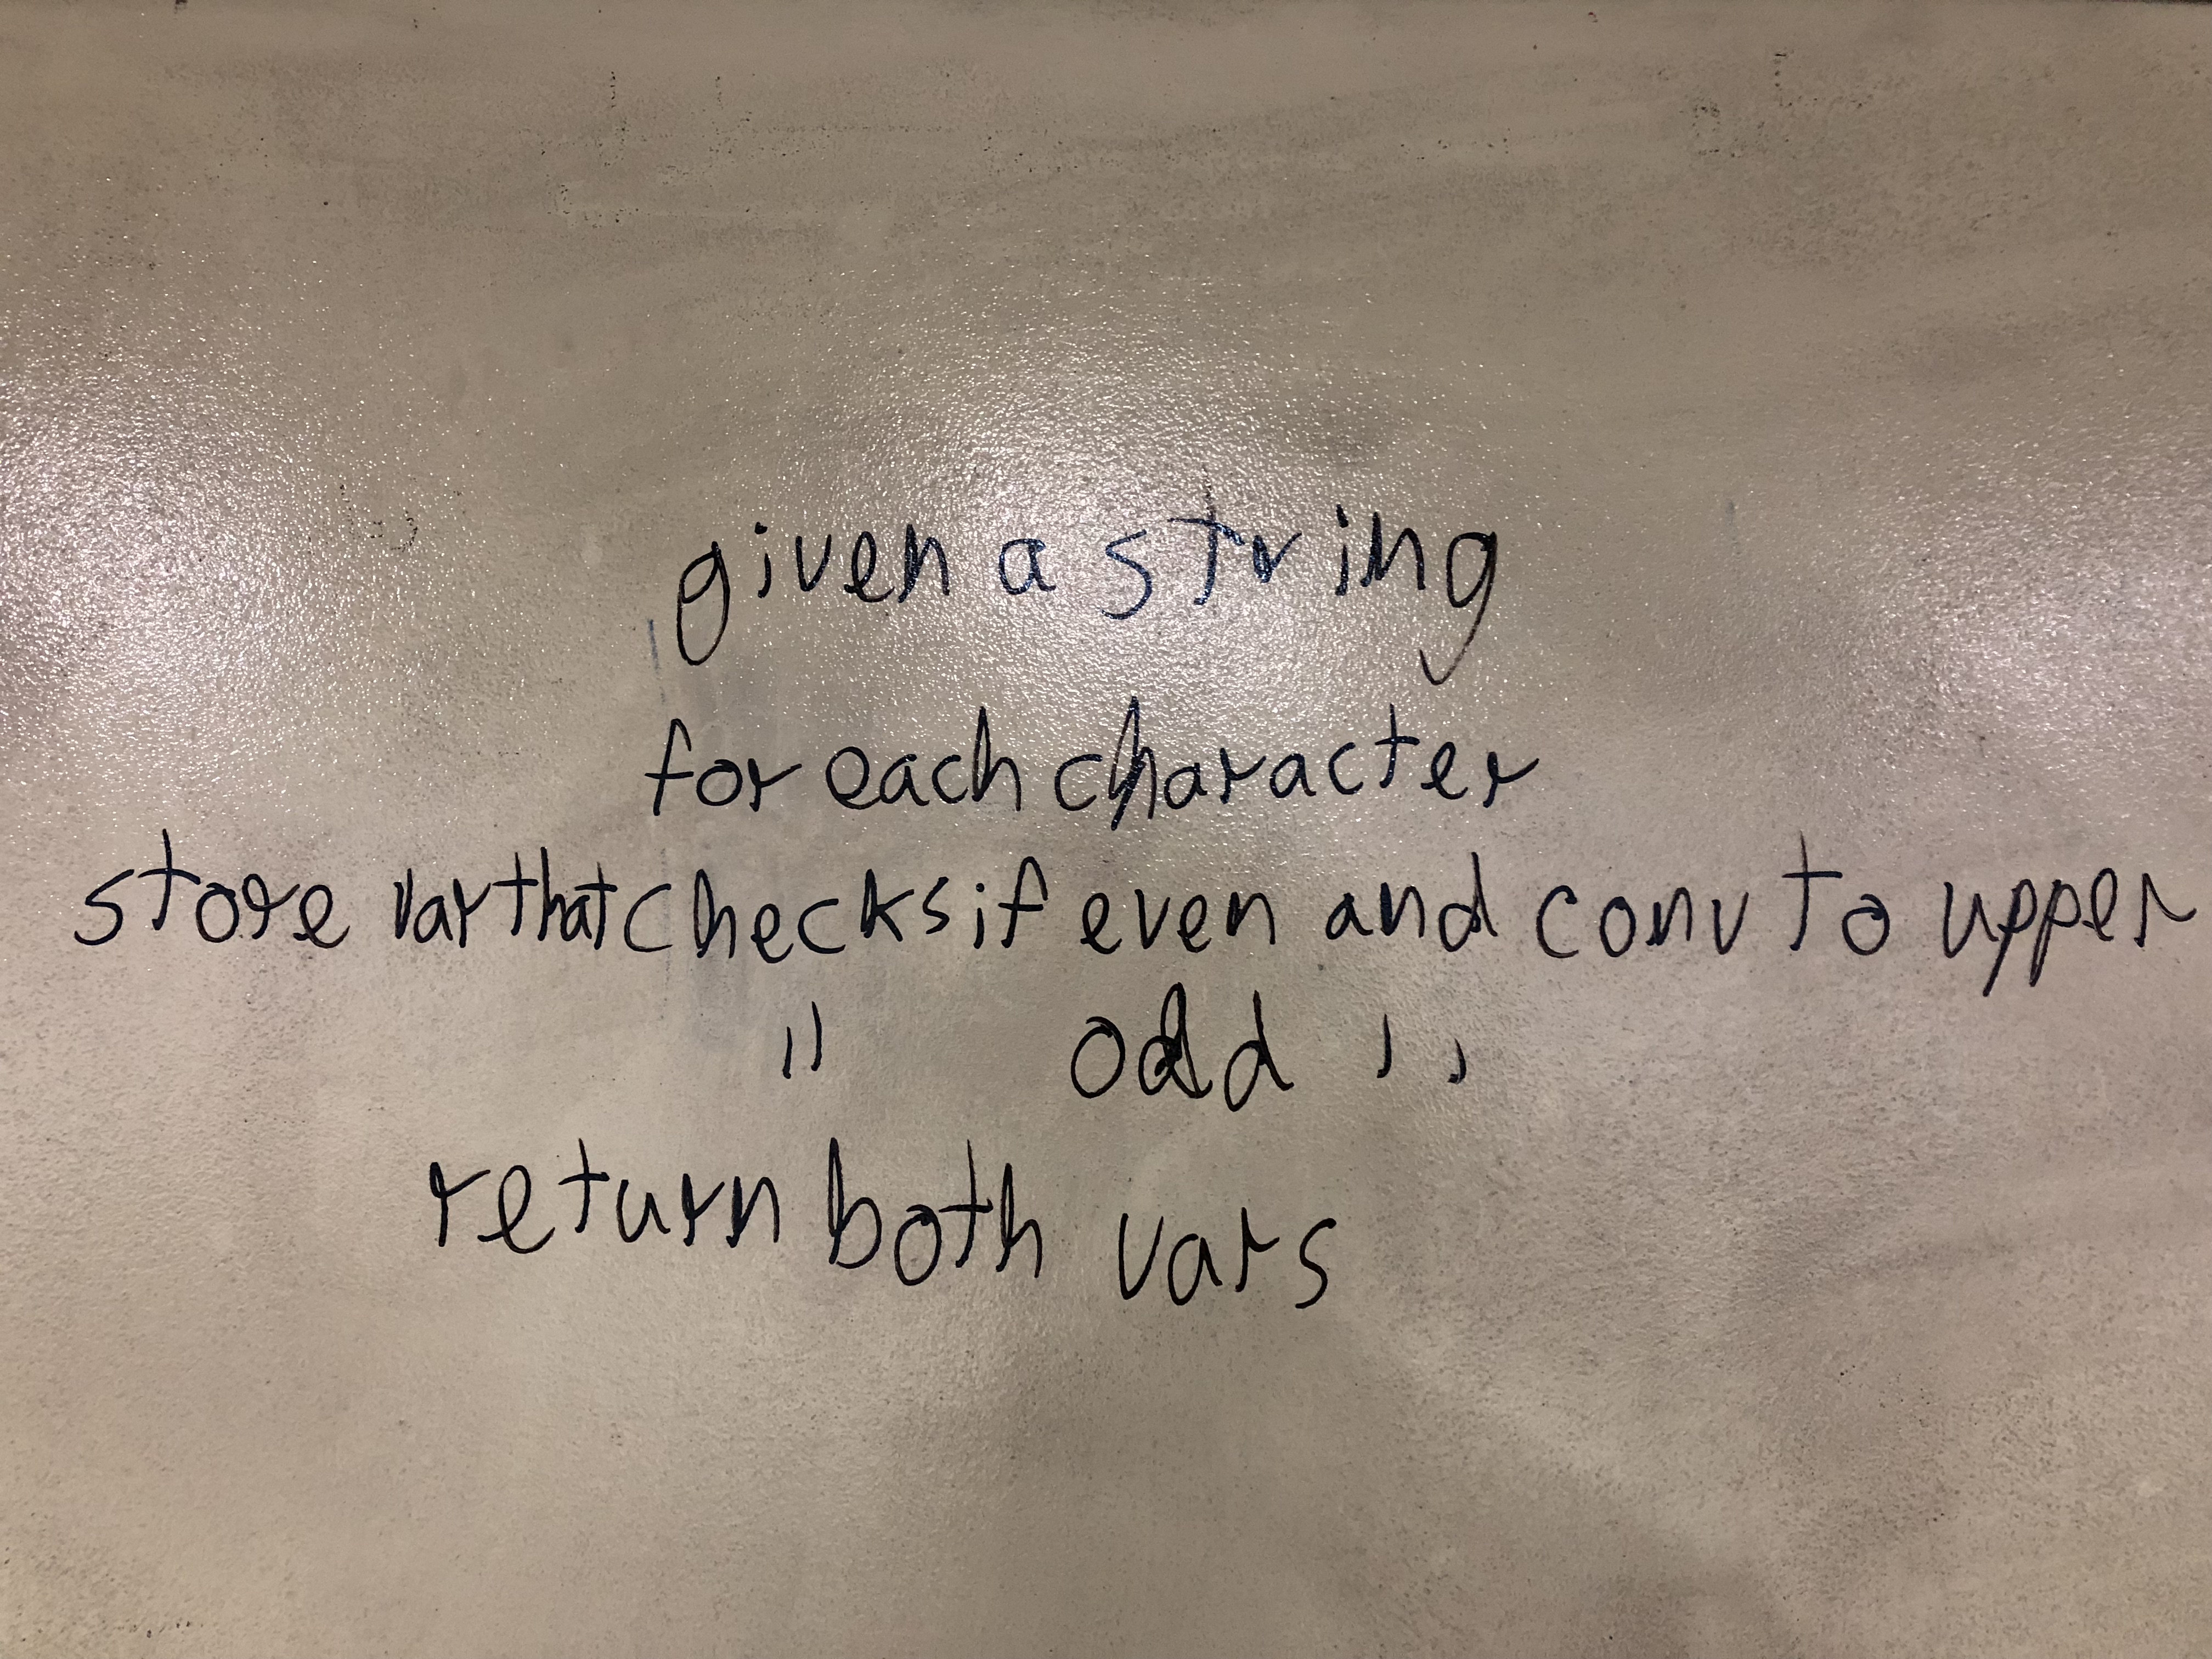 given a string
for each character
store var that checks if even and conv to upper
" odd "
return both vars